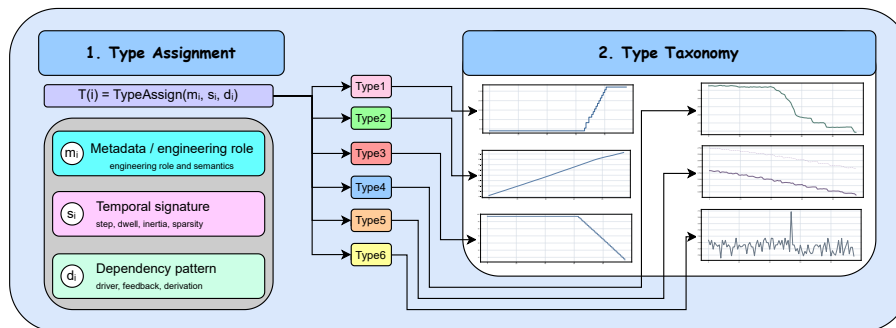 1. Type Assignment
T(i) = TypeAssign(mᵢ, sᵢ, dᵢ)
mᵢ Metadata / engineering role
engineering role and semantics
sᵢ Temporal signature
step, dwell, inertia, sparsity
dᵢ Dependency pattern
driver, feedback, derivation
Type1
Type2
Type3
Type4
Type5
Type6
2. Type Taxonomy